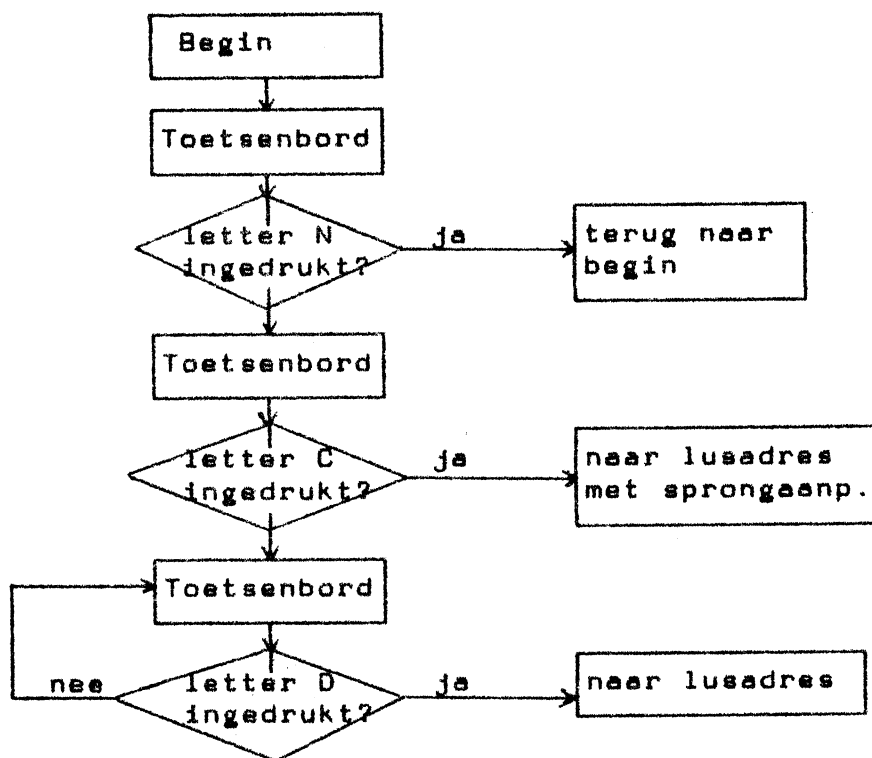 Begin
Toetsenbord
letter N
ingedrukt?
ja
terug naar
begin
Toetsenbord
letter C
ingedrukt?
ja
naar lusadres
met sprongaanp.
Toetsenbord
nee
letter D
ingedrukt?
ja
naar lusadres